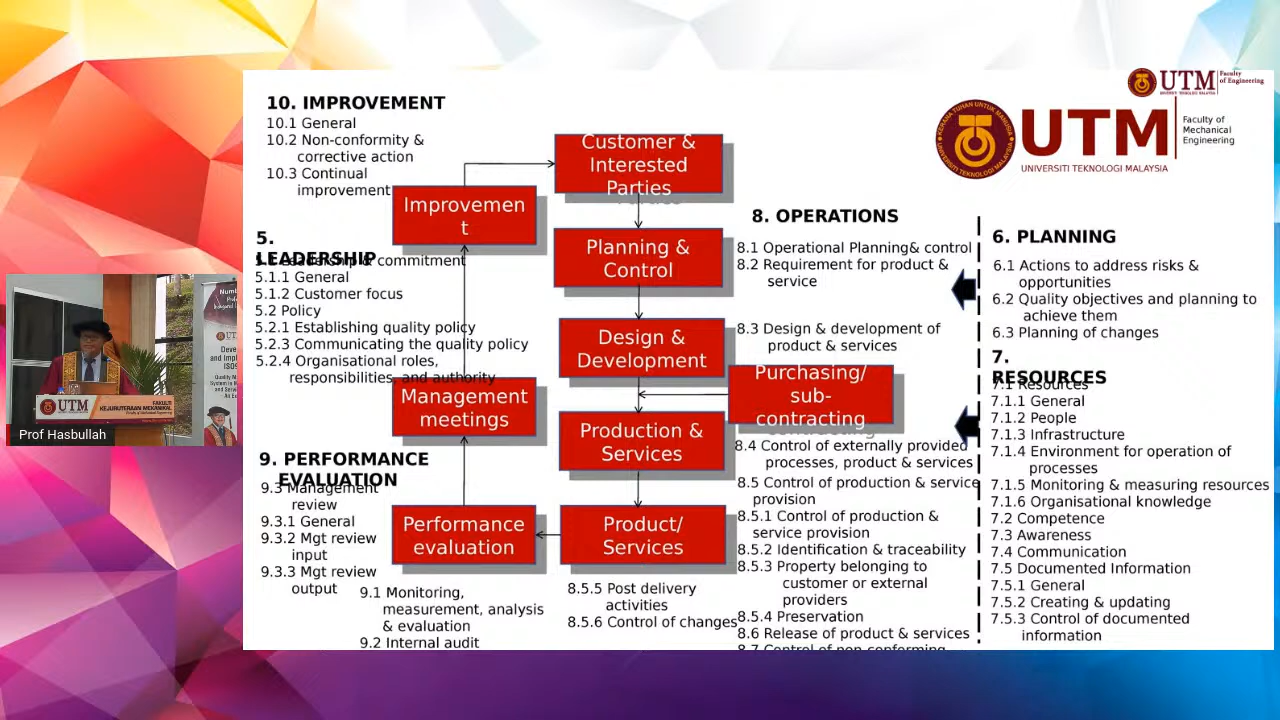 10. IMPROVEMENT
10.1 General
10.2 Non-conformity &
corrective action
10.3 Continual
improvement
Improvemen
t
Customer &
Interested
Parties
Planning &
Control
Design &
Development
Purchasing/
sub-
contracting
Production &
Services
Product/
Services
Performance
evaluation
Management
meetings
5.
LEADERSHIP
5.1 Leadership & commitment
5.1.1 General
5.1.2 Customer focus
5.2 Policy
5.2.1 Establishing quality policy
5.2.3 Communicating the quality policy
5.2.4 Organisational roles,
responsibilities, and authority
9. PERFORMANCE
EVALUATION
9.3 Management
review
9.3.1 General
9.3.2 Mgt review
input
9.3.3 Mgt review
output
9.1 Monitoring,
measurement, analysis
& evaluation
9.2 Internal audit
8.5.5 Post delivery
activities
8.5.6 Control of changes
8. OPERATIONS
8.1 Operational Planning& control
8.2 Requirement for product &
service
8.3 Design & development of
product & services
8.4 Control of externally provided
processes, product & services
8.5 Control of production & service
provision
8.5.1 Control of production &
service provision
8.5.2 Identification & traceability
8.5.3 Property belonging to
customer or external
providers
8.5.4 Preservation
8.6 Release of product & services
8.7 Control of non-conforming
6. PLANNING
6.1 Actions to address risks &
opportunities
6.2 Quality objectives and planning to
achieve them
6.3 Planning of changes
7.
RESOURCES
7.1 Resources
7.1.1 General
7.1.2 People
7.1.3 Infrastructure
7.1.4 Environment for operation of
processes
7.1.5 Monitoring & measuring resources
7.1.6 Organisational knowledge
7.2 Competence
7.3 Awareness
7.4 Communication
7.5 Documented Information
7.5.1 General
7.5.2 Creating & updating
7.5.3 Control of documented
information
UTM
Faculty
of Engineering
UNIVERSITI TEKNOLOGI MALAYSIA
KERANA TUHAN UNTUK MANUSIA
UNIVERSITI TEKNOLOGI MALAYSIA
UTM
UNIVERSITI TEKNOLOGI MALAYSIA
Faculty of
Mechanical
Engineering
UTM
FAKULTI
KEJURUTERAAN MEKANIKAL
Prof Hasbullah